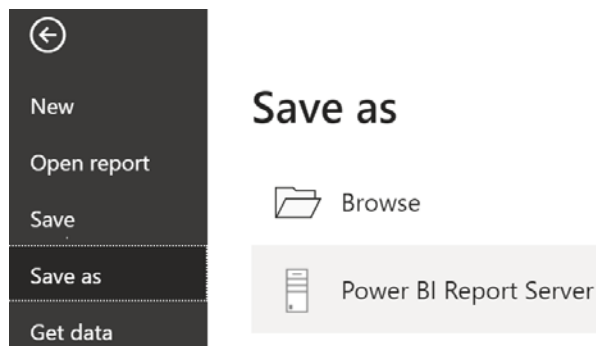 New
Open report
Save
Save as
Get data
Save as
Browse
Power BI Report Server